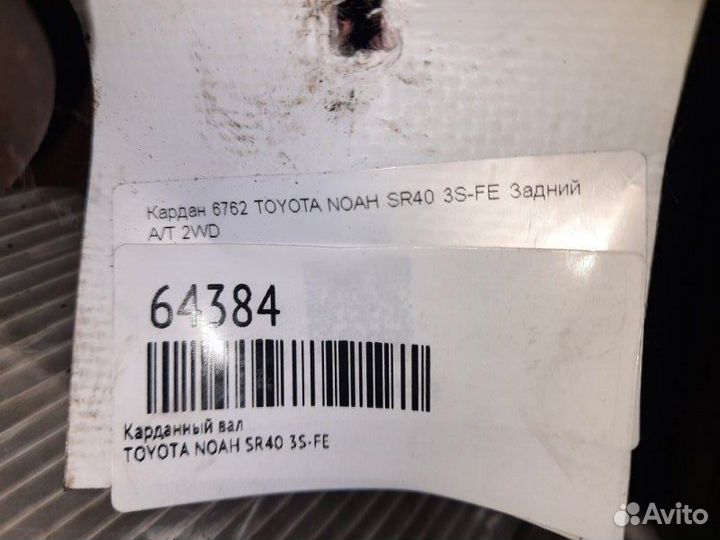 Кардан 6762 TOYOTA NOAH SR40 3S-FE Задний
A/T 2WD
64384
Карданный вал
TOYOTA NOAH SR40 3S-FE
Avito